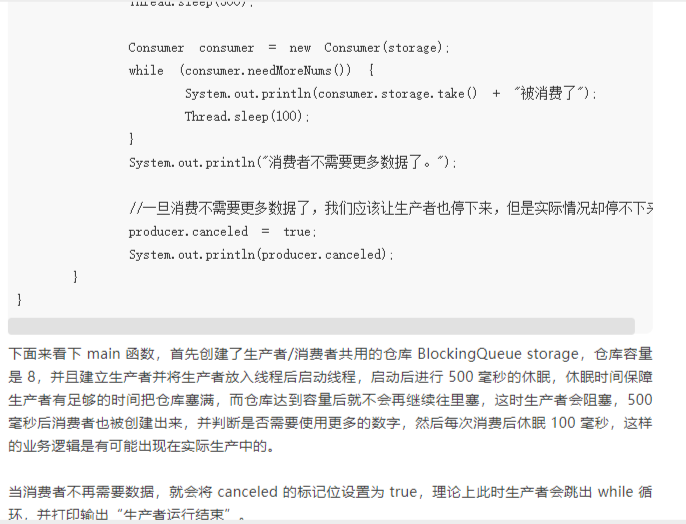 Thread.sleep(500);
Consumer consumer = new Consumer(storage);
while (consumer.needMoreNums()) {
System.out.println(consumer.storage.take() + "被消费了");
Thread.sleep(100);
}
System.out.println("消费者不需要更多数据了。");
//一旦消费不需要更多数据了，我们应该让生产者也停下来，但是实际情况却停不下来
producer.canceled = true;
System.out.println(producer.canceled);
}
}
下面来看下 main 函数，首先创建了生产者/消费者共用的仓库 BlockingQueue storage，仓库容量
是 8，并且建立生产者并将生产者放入线程后启动线程，启动后进行 500 毫秒的休眠，休眠时间保障
生产者有足够的时间把仓库塞满，而仓库达到容量后就不会再继续往里塞，这时生产者会阻塞，500
毫秒后消费者也被创建出来，并判断是否需要使用更多的数字，然后每次消费后休眠 100 毫秒，这样
的业务逻辑是有可能出现在实际生产中的。
当消费者不再需要数据，就会将 canceled 的标记位设置为 true，理论上此时生产者会跳出 while 循
环，并打印输出“生产者运行结束”。